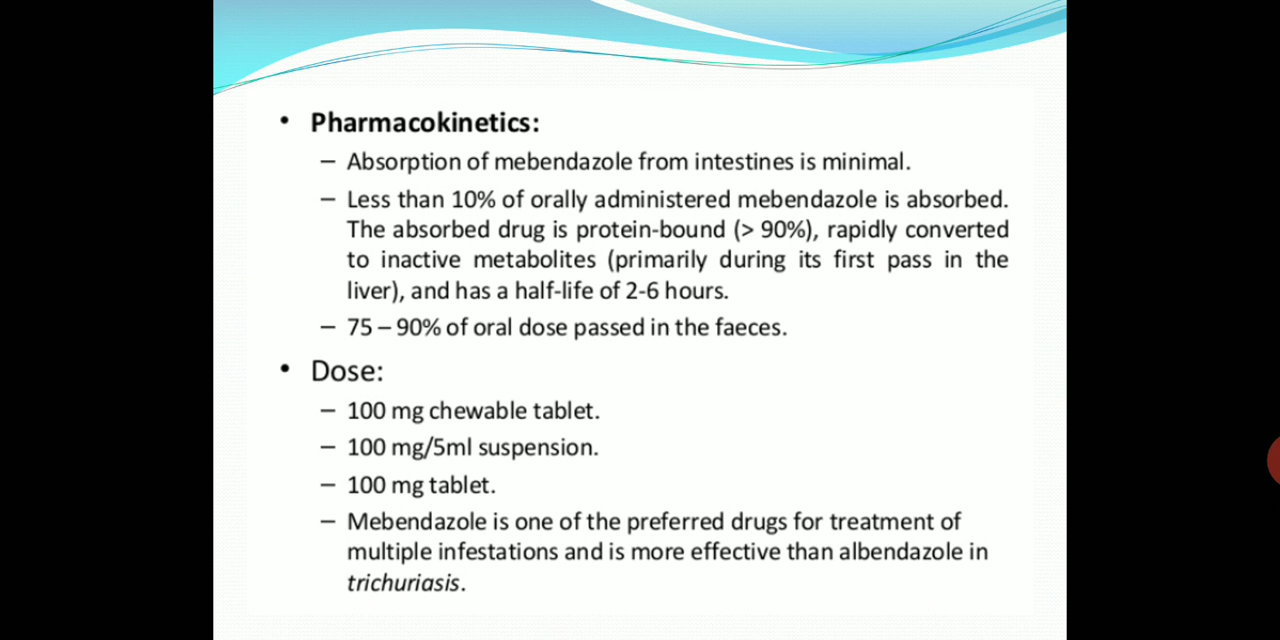 • Pharmacokinetics:
– Absorption of mebendazole from intestines is minimal.
– Less than 10% of orally administered mebendazole is absorbed.
The absorbed drug is protein-bound (> 90%), rapidly converted
to inactive metabolites (primarily during its first pass in the
liver), and has a half-life of 2-6 hours.
– 75 – 90% of oral dose passed in the faeces.
• Dose:
– 100 mg chewable tablet.
– 100 mg/5ml suspension.
– 100 mg tablet.
– Mebendazole is one of the preferred drugs for treatment of
multiple infestations and is more effective than albendazole in
trichuriasis.